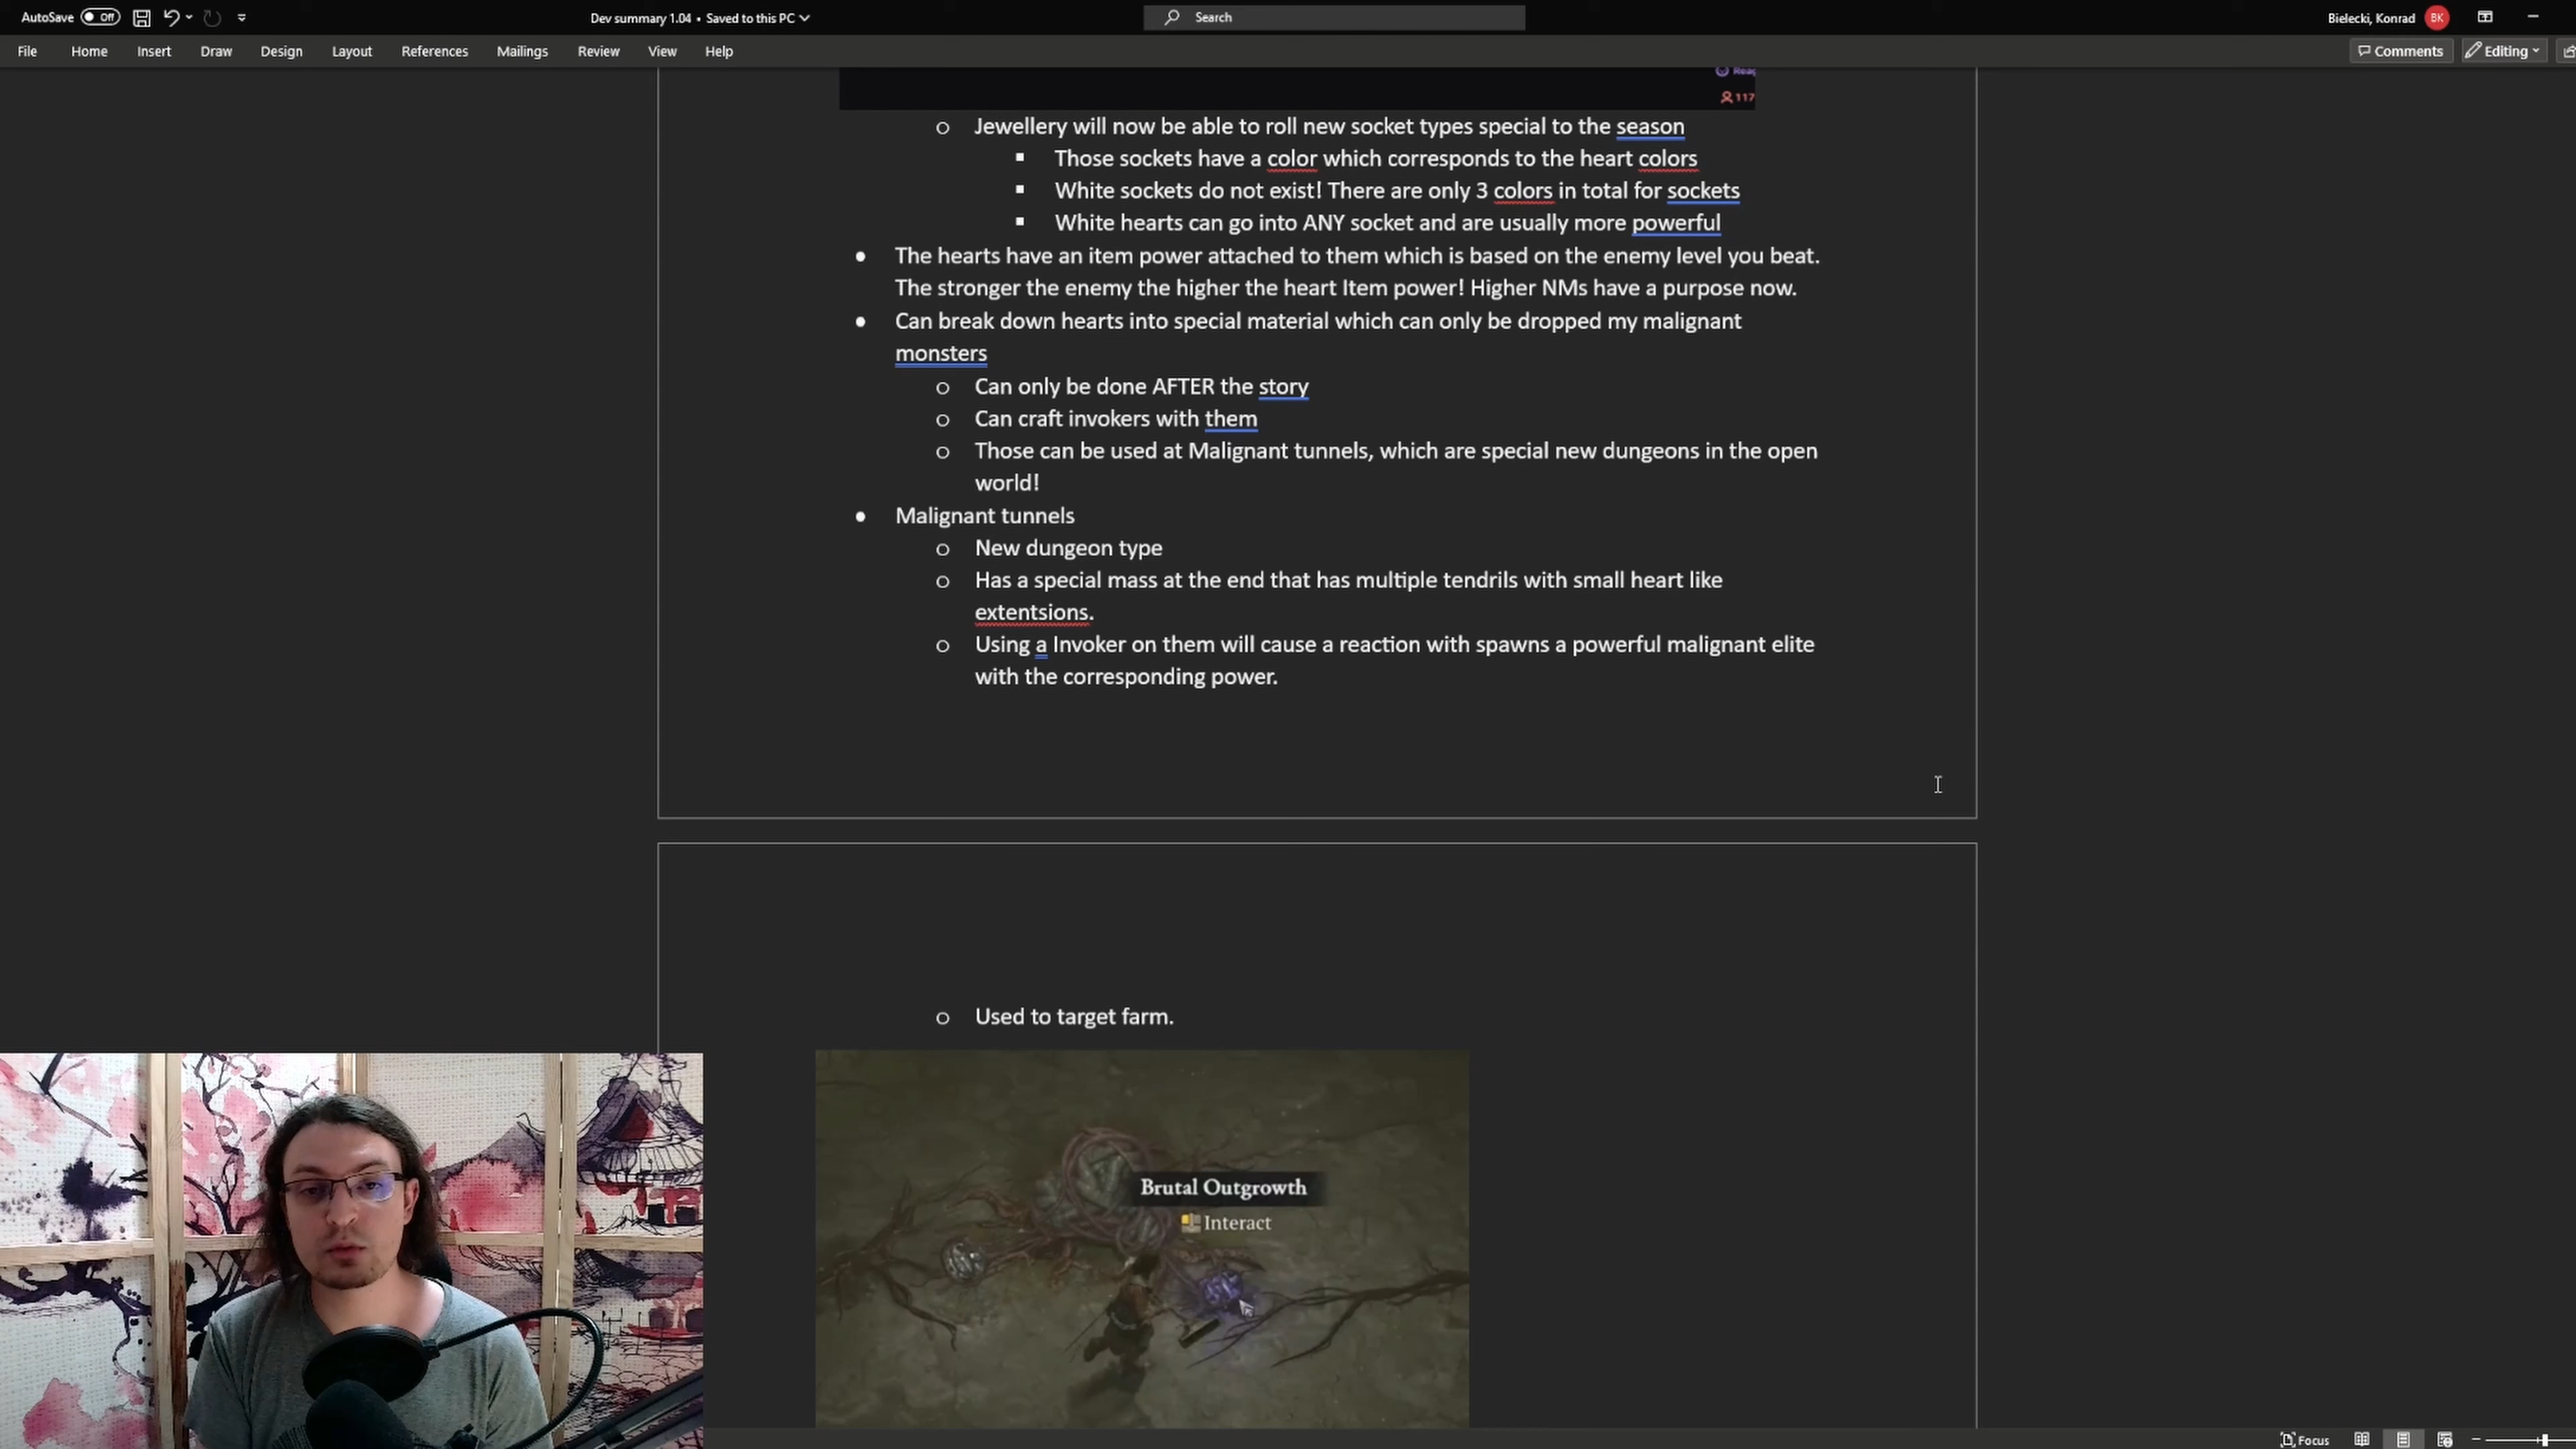 AutoSave Off Dev summary 1.04 • Saved to this PC Search Bielecki, Konrad BK
File Home Insert Draw Design Layout References Mailings Review View Help Comments Editing
117
o Jewellery will now be able to roll new socket types special to the season
▪ Those sockets have a color which corresponds to the heart colors
▪ White sockets do not exist! There are only 3 colors in total for sockets
▪ White hearts can go into ANY socket and are usually more powerful
• The hearts have an item power attached to them which is based on the enemy level you beat.
The stronger the enemy the higher the heart Item power! Higher NMs have a purpose now.
• Can break down hearts into special material which can only be dropped my malignant
monsters
o Can only be done AFTER the story
o Can craft invokers with them
o Those can be used at Malignant tunnels, which are special new dungeons in the open
world!
• Malignant tunnels
o New dungeon type
o Has a special mass at the end that has multiple tendrils with small heart like
extentsions.
o Using a Invoker on them will cause a reaction with spawns a powerful malignant elite
with the corresponding power.
o Used to target farm.
Brutal Outgrowth
Interact
Focus